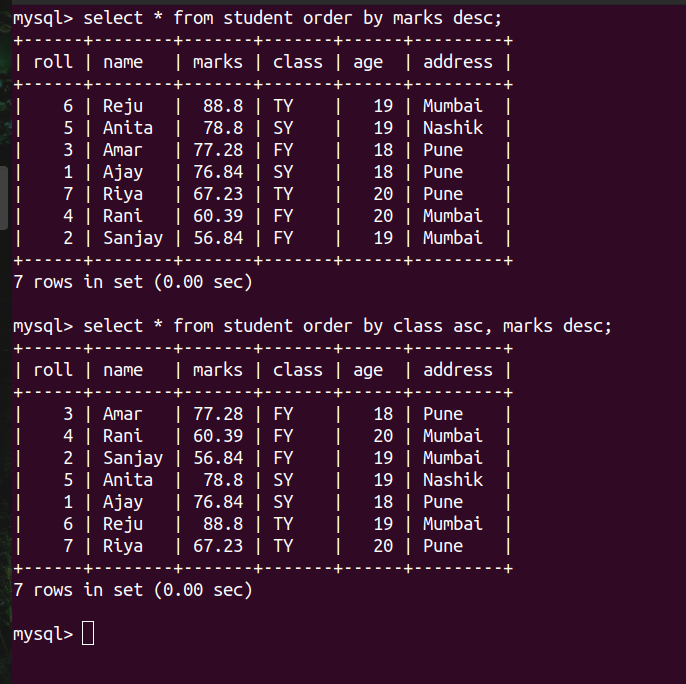 mysql> select * from student order by marks desc;
+------+--------+-------+-------+------+---------+
| roll | name   | marks | class | age  | address |
+------+--------+-------+-------+------+---------+
|    6 | Reju   |  88.8 | TY    |   19 | Mumbai  |
|    5 | Anita  |  78.8 | SY    |   19 | Nashik  |
|    3 | Amar   | 77.28 | FY    |   18 | Pune    |
|    1 | Ajay   | 76.84 | SY    |   18 | Pune    |
|    7 | Riya   | 67.23 | TY    |   20 | Pune    |
|    4 | Rani   | 60.39 | FY    |   20 | Mumbai  |
|    2 | Sanjay | 56.84 | FY    |   19 | Mumbai  |
+------+--------+-------+-------+------+---------+
7 rows in set (0.00 sec)

mysql> select * from student order by class asc, marks desc;
+------+--------+-------+-------+------+---------+
| roll | name   | marks | class | age  | address |
+------+--------+-------+-------+------+---------+
|    3 | Amar   | 77.28 | FY    |   18 | Pune    |
|    4 | Rani   | 60.39 | FY    |   20 | Mumbai  |
|    2 | Sanjay | 56.84 | FY    |   19 | Mumbai  |
|    5 | Anita  |  78.8 | SY    |   19 | Nashik  |
|    1 | Ajay   | 76.84 | SY    |   18 | Pune    |
|    6 | Reju   |  88.8 | TY    |   19 | Mumbai  |
|    7 | Riya   | 67.23 | TY    |   20 | Pune    |
+------+--------+-------+-------+------+---------+
7 rows in set (0.00 sec)

mysql>